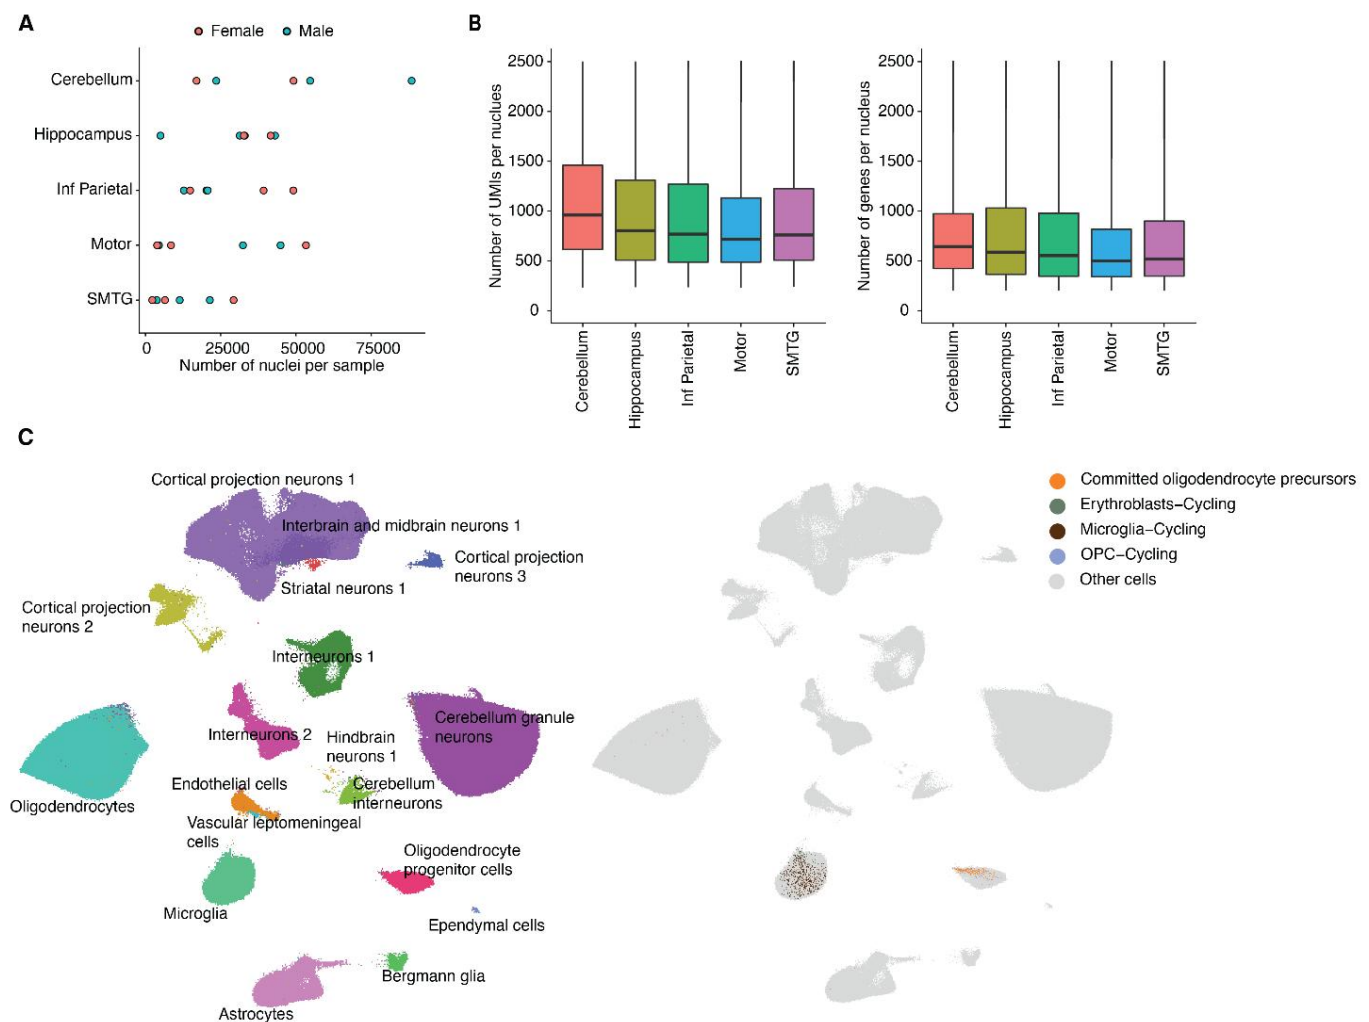 A
Female Male
Cerebellum
Hippocampus
Inf Parietal
Motor
SMTG
0 25000 50000 75000
Number of nuclei per sample
B
Number of UMIs per nuclues
2500
2000
1500
1000
500
0
Cerebellum
Hippocampus
Inf Parietal
Motor
SMTG
Number of genes per nucleus
2500
2000
1500
1000
500
0
Cerebellum
Hippocampus
Inf Parietal
Motor
SMTG
C
Cortical projection neurons 1
Interbrain and midbrain neurons 1
Cortical projection
neurons 3
Striatal neurons 1
Cortical projection
neurons 2
Interneurons 1
Cerebellum granule
neurons
Interneurons 2
Hindbrain
neurons 1
Endothelial cells
Cerebellum
interneurons
Oligodendrocytes
Vascular leptomeningeal
cells
Oligodendrocyte
progenitor cells
Microglia
Ependymal cells
Bergmann glia
Astrocytes
Committed oligodendrocyte precursors
Erythroblasts–Cycling
Microglia–Cycling
OPC–Cycling
Other cells